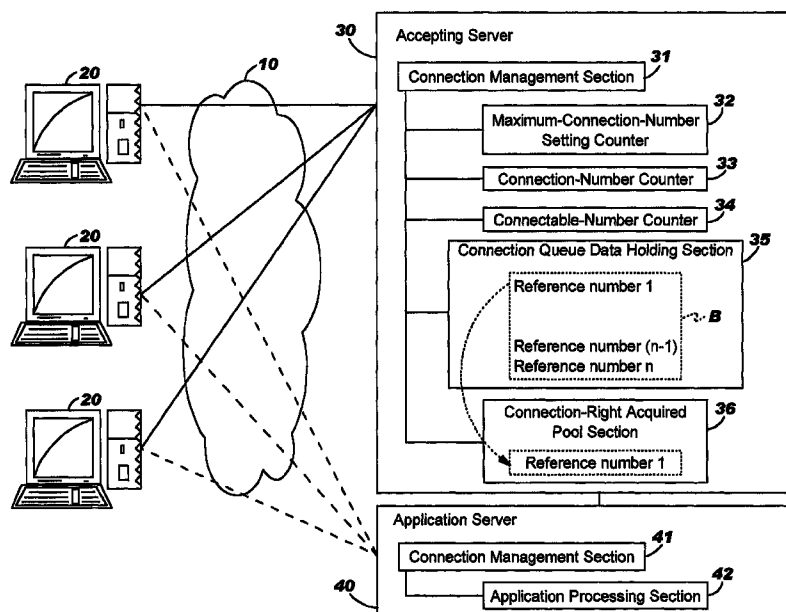 30
Accepting Server
31
Connection Management Section
32
Maximum-Connection-Number
Setting Counter
33
Connection-Number Counter
34
Connectable-Number Counter
35
Connection Queue Data Holding Section
Reference number 1
B
Reference number (n-1)
Reference number n
36
Connection-Right Acquired
Pool Section
Reference number 1
10
20
20
20
Application Server
41
Connection Management Section
42
Application Processing Section
40